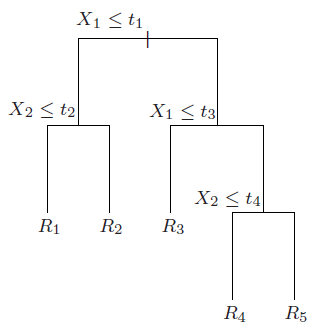 X₁ ≤ t₁
X₂ ≤ t₂
X₁ ≤ t₃
X₂ ≤ t₄
R₁
R₂
R₃
R₄
R₅